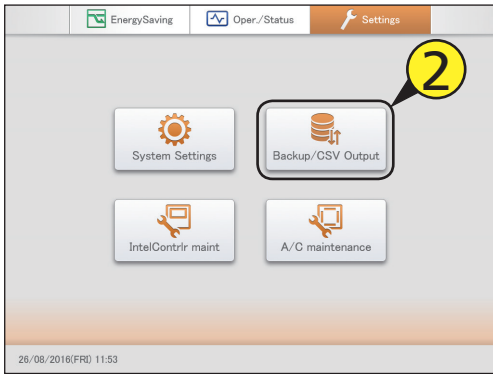 EnergySaving Oper./Status Settings
2
System Settings Backup/CSV Output
IntelContrlr maint A/C maintenance
26/08/2016(FRI) 11:53